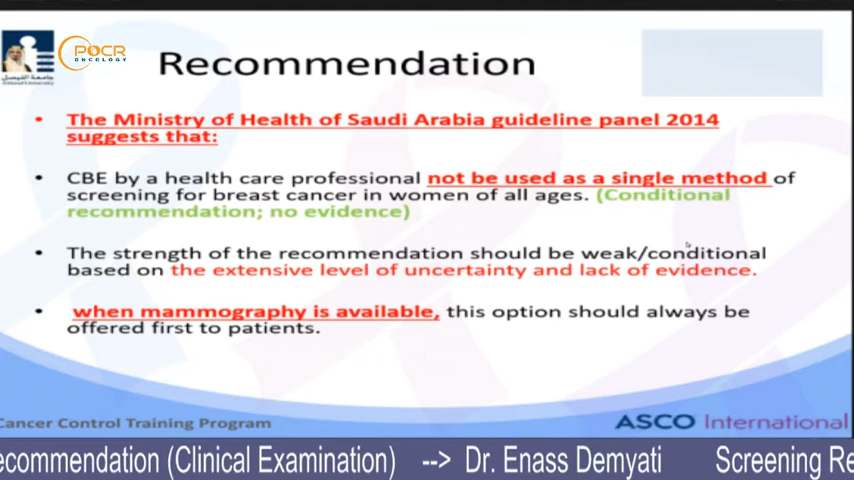 POCR
ONCOLOGY
Recommendation
• The Ministry of Health of Saudi Arabia guideline panel 2014
suggests that:
• CBE by a health care professional not be used as a single method of
screening for breast cancer in women of all ages. (Conditional
recommendation; no evidence)
• The strength of the recommendation should be weak/conditional
based on the extensive level of uncertainty and lack of evidence.
• when mammography is available, this option should always be
offered first to patients.
Cancer Control Training Program
ASCO International
ecommendation (Clinical Examination) --> Dr. Enass Demyati Screening Re